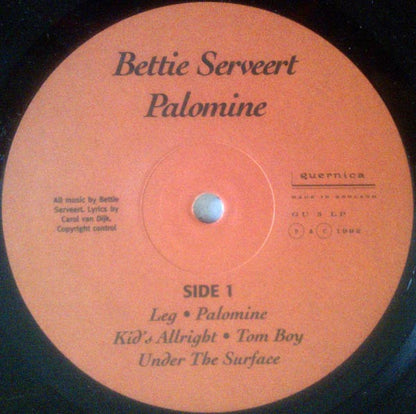 Bettie Serveert
Palomine
All music by Bettie
Serveert. Lyrics by
Carol van Dijk.
Copyright control
guernica
MADE IN ENGLAND
GU 3 LP
P & C 1992
SIDE 1
Leg • Palomine
Kid's Allright • Tom Boy
Under The Surface